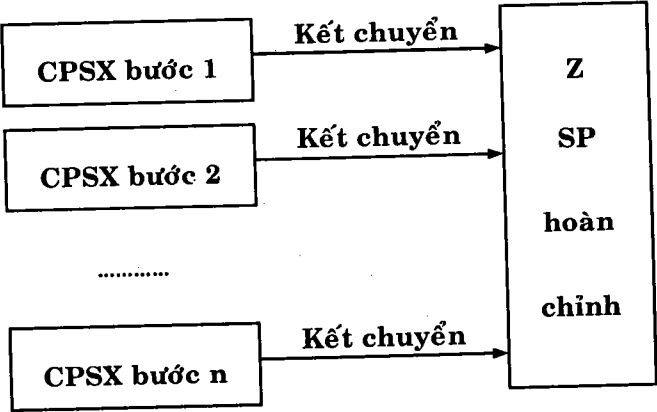 Kết chuyển
CPSX bước 1
Z
Kết chuyển
SP
CPSX bước 2
hoàn
............
chỉnh
Kết chuyển
CPSX bước n